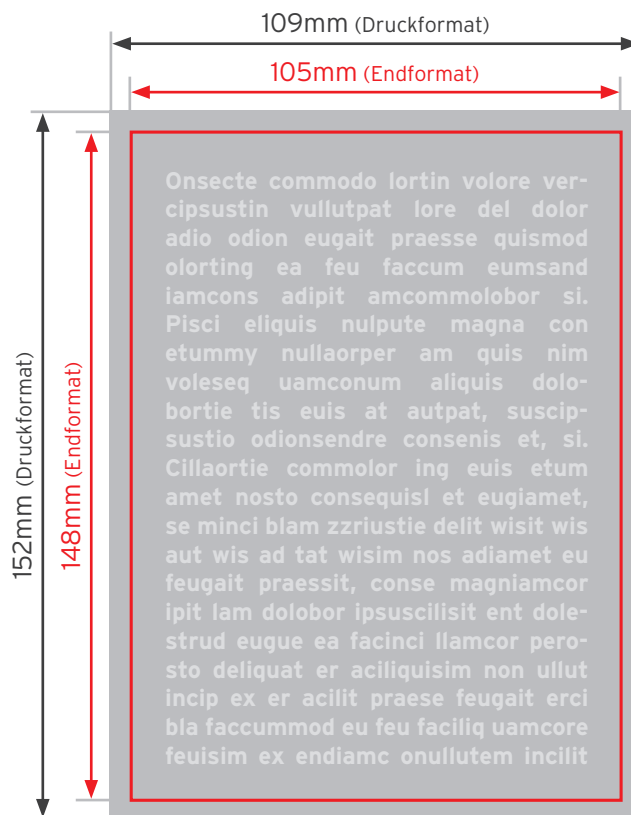 109mm (Druckformat)
105mm (Endformat)
152mm (Druckformat)
148mm (Endformat)
Onsecte commodo lortin volore ver-
cipsustin vullutpat lore del dolor
adio odion eugait praesse quismod
olorting ea feu faccum eumsand
iamcons adipit amcommolobor si.
Pisci eliquis nulpute magna con
etummy nullaorper am quis nim
voleseq uamconum aliquis dolo-
bortie tis euis at autpat, suscip-
sustio odionsendre consenis et, si.
Cillaortie commolor ing euis etum
amet nosto consequisl et eugiamet,
se minci blam zzriustie delit wisit wis
aut wis ad tat wisim nos adiamet eu
feugait praessit, conse magniamcor
ipit lam dolobor ipsuscilisit ent dole-
strud eugue ea facinci llamcor pero-
sto deliquat er aciliquisim non ullut
incip ex er acilit praese feugait erci
bla faccummod eu feu faciliq uamcore
feuisim ex endiamc onullutem incilit